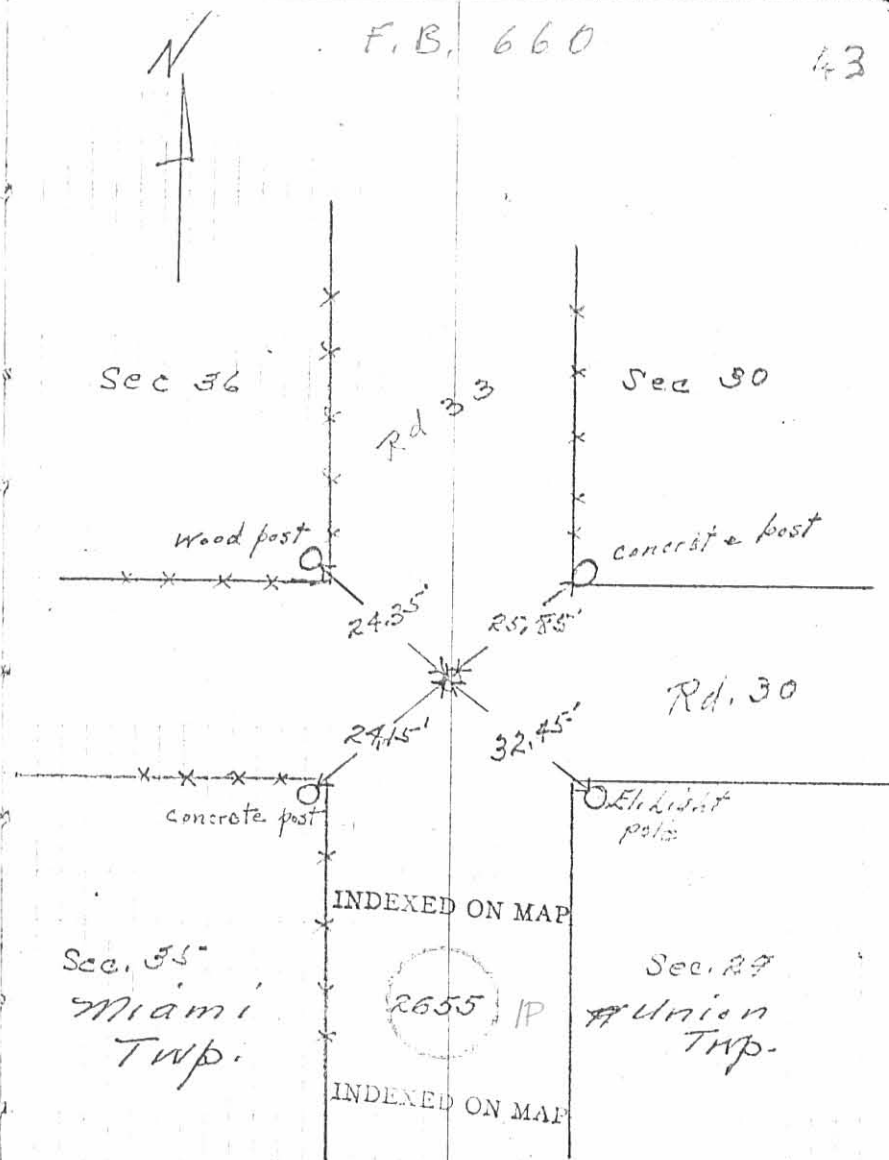 N
F.B. 660
43
Sec 36
Rd 33
Sec 30
Wood post
concrete post
24.35'
25.85'
Rd. 30
24.15'
32.45'
concrete post
El. Light
pole
INDEXED ON MAP
Sec. 35
Sec. 29
Miami
2655
IP
Union
Twp.
Twp.
INDEXED ON MAP